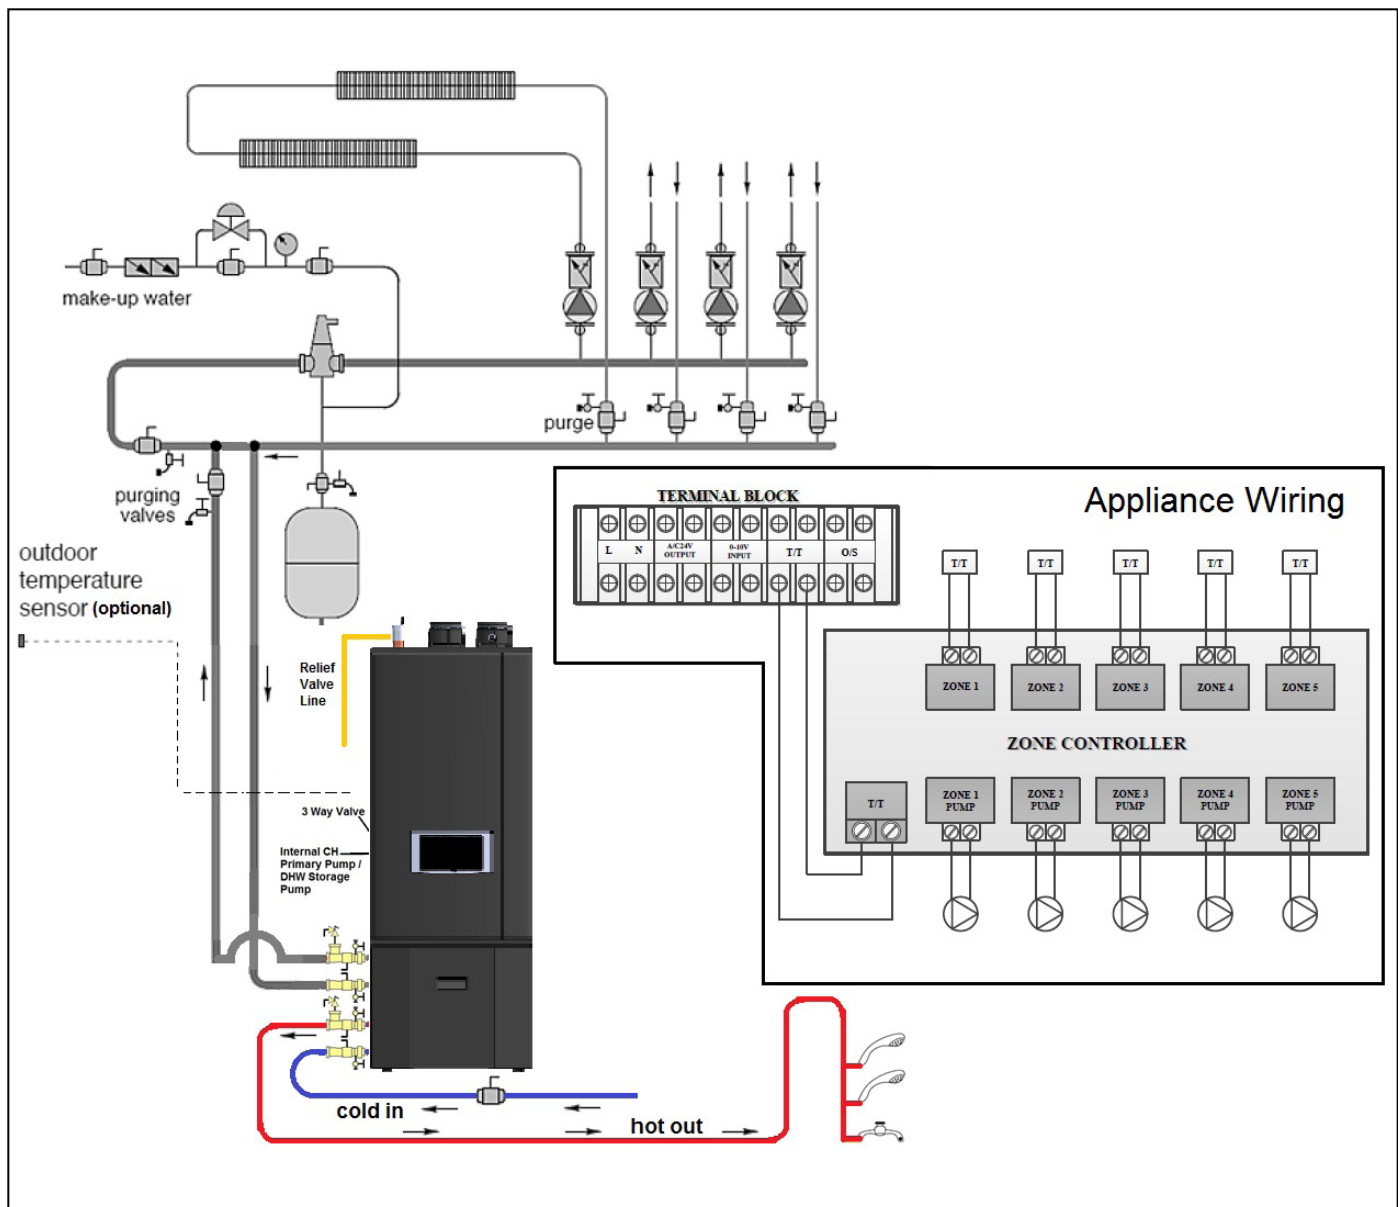 make-up water
purge
purging
valves
outdoor
temperature
sensor (optional)
Relief
Valve
Line
3 Way Valve
Internal CH
Primary Pump /
DHW Storage
Pump
cold in
hot out
Appliance Wiring
TERMINAL BLOCK
L N A/C24V OUTPUT 0-10V INPUT T/T O/S
T/T T/T T/T T/T T/T
ZONE 1 ZONE 2 ZONE 3 ZONE 4 ZONE 5
ZONE CONTROLLER
T/T
ZONE 1 ZONE 2 ZONE 3 ZONE 4 ZONE 5
PUMP PUMP PUMP PUMP PUMP